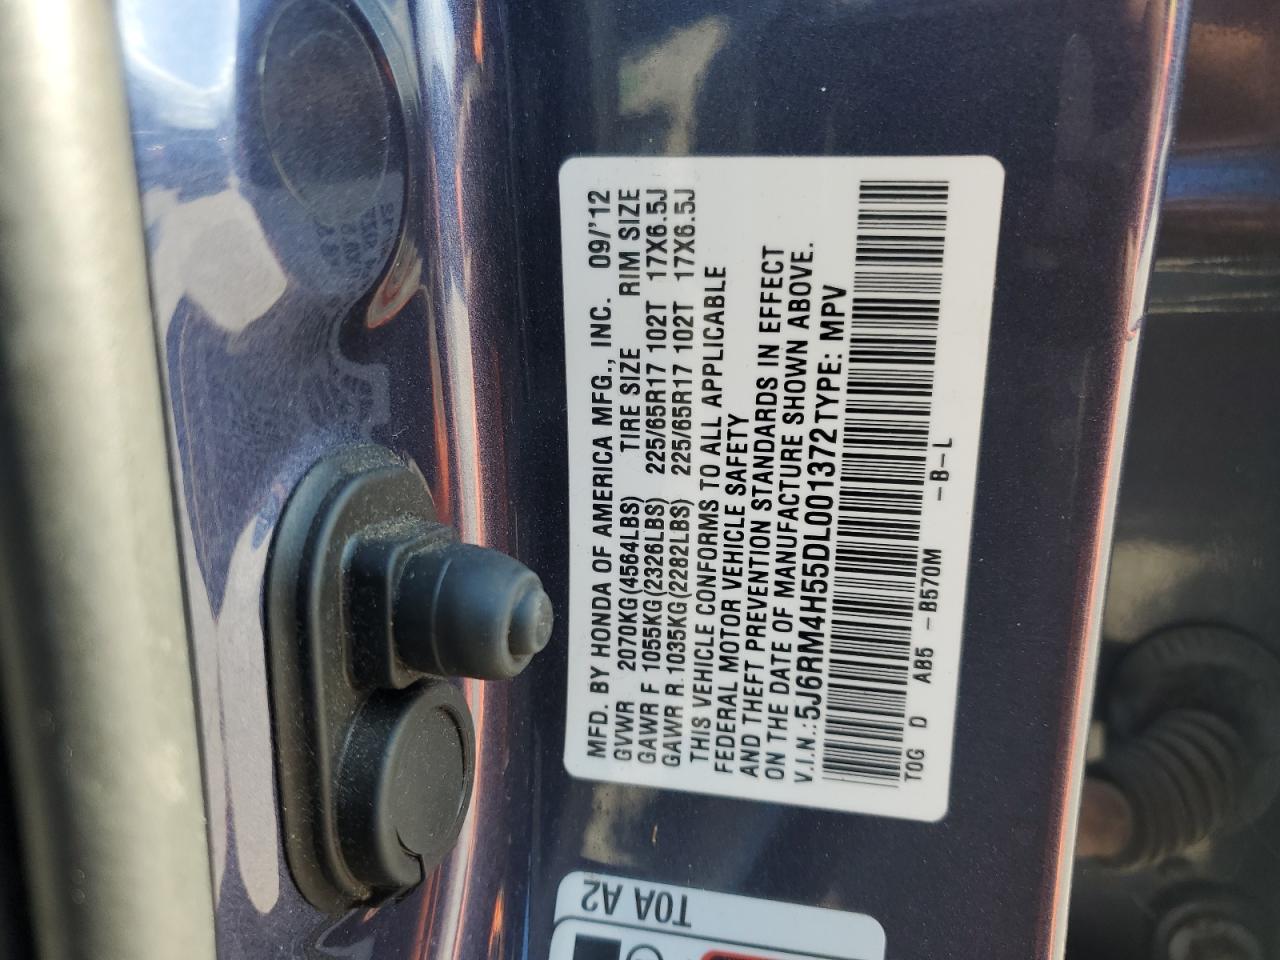 MFD. BY HONDA OF AMERICA MFG., INC. 09/'12
GVWR 2070KG(4564LBS) TIRE SIZE RIM SIZE
GAWR F 1055KG(2326LBS) 225/65R17 102T 17X6.5J
GAWR R. 1035KG(2282LBS) 225/65R17 102T 17X6.5J
THIS VEHICLE CONFORMS TO ALL APPLICABLE
FEDERAL MOTOR VEHICLE SAFETY
AND THEFT PREVENTION STANDARDS IN EFFECT
ON THE DATE OF MANUFACTURE SHOWN ABOVE.
V.I.N.:5J6RM4H55DL001372 TYPE: MPV
T0G D AB5 -B570M -B-L
T0A A2